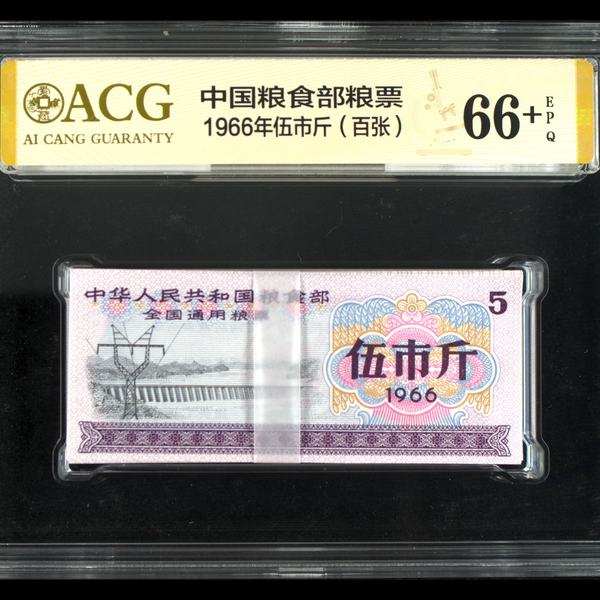 ACG
AI CANG GUARANTY
中国粮食部粮票
1966年伍市斤（百张）
66+
EPQ
中华人民共和国粮食部
全国通用粮票
5
伍市斤
1966